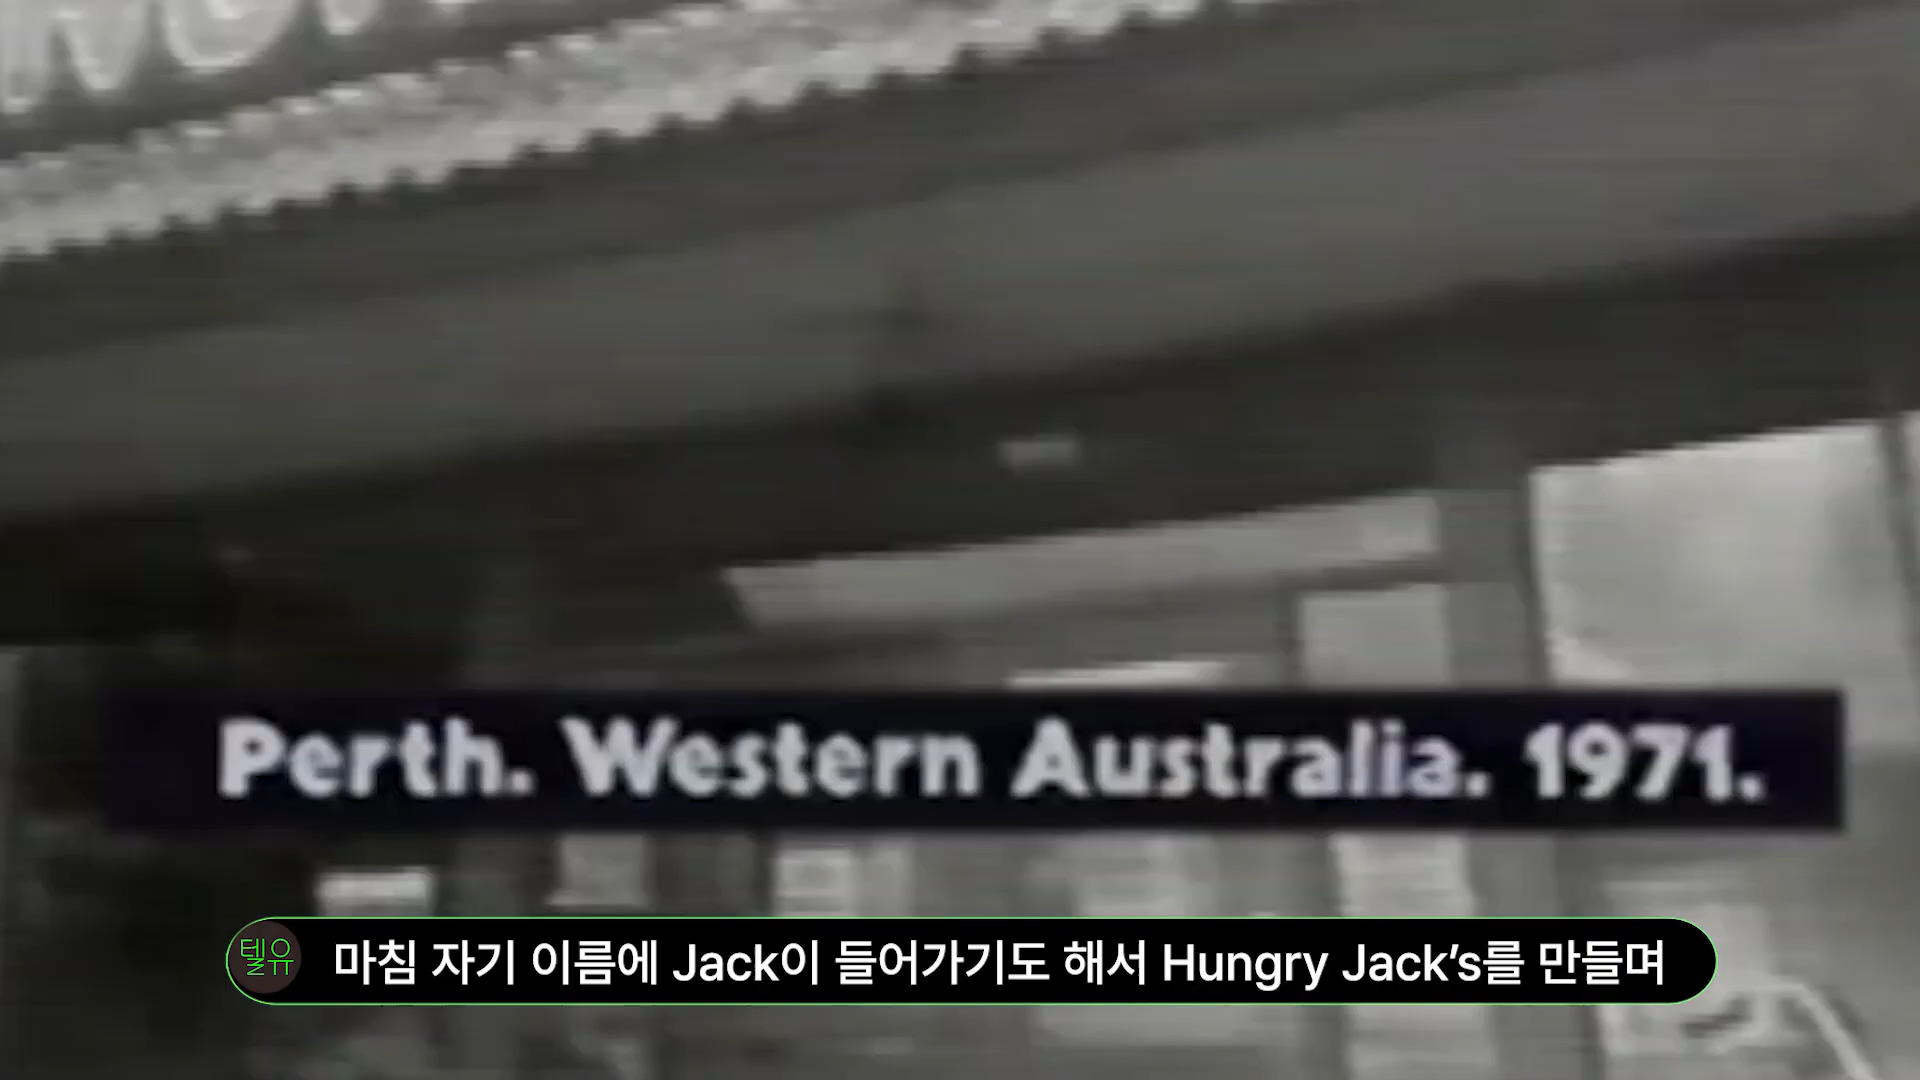 Perth. Western Australia. 1971.
텔유
마침 자기 이름에 Jack이 들어가기도 해서 Hungry Jack’s를 만들며